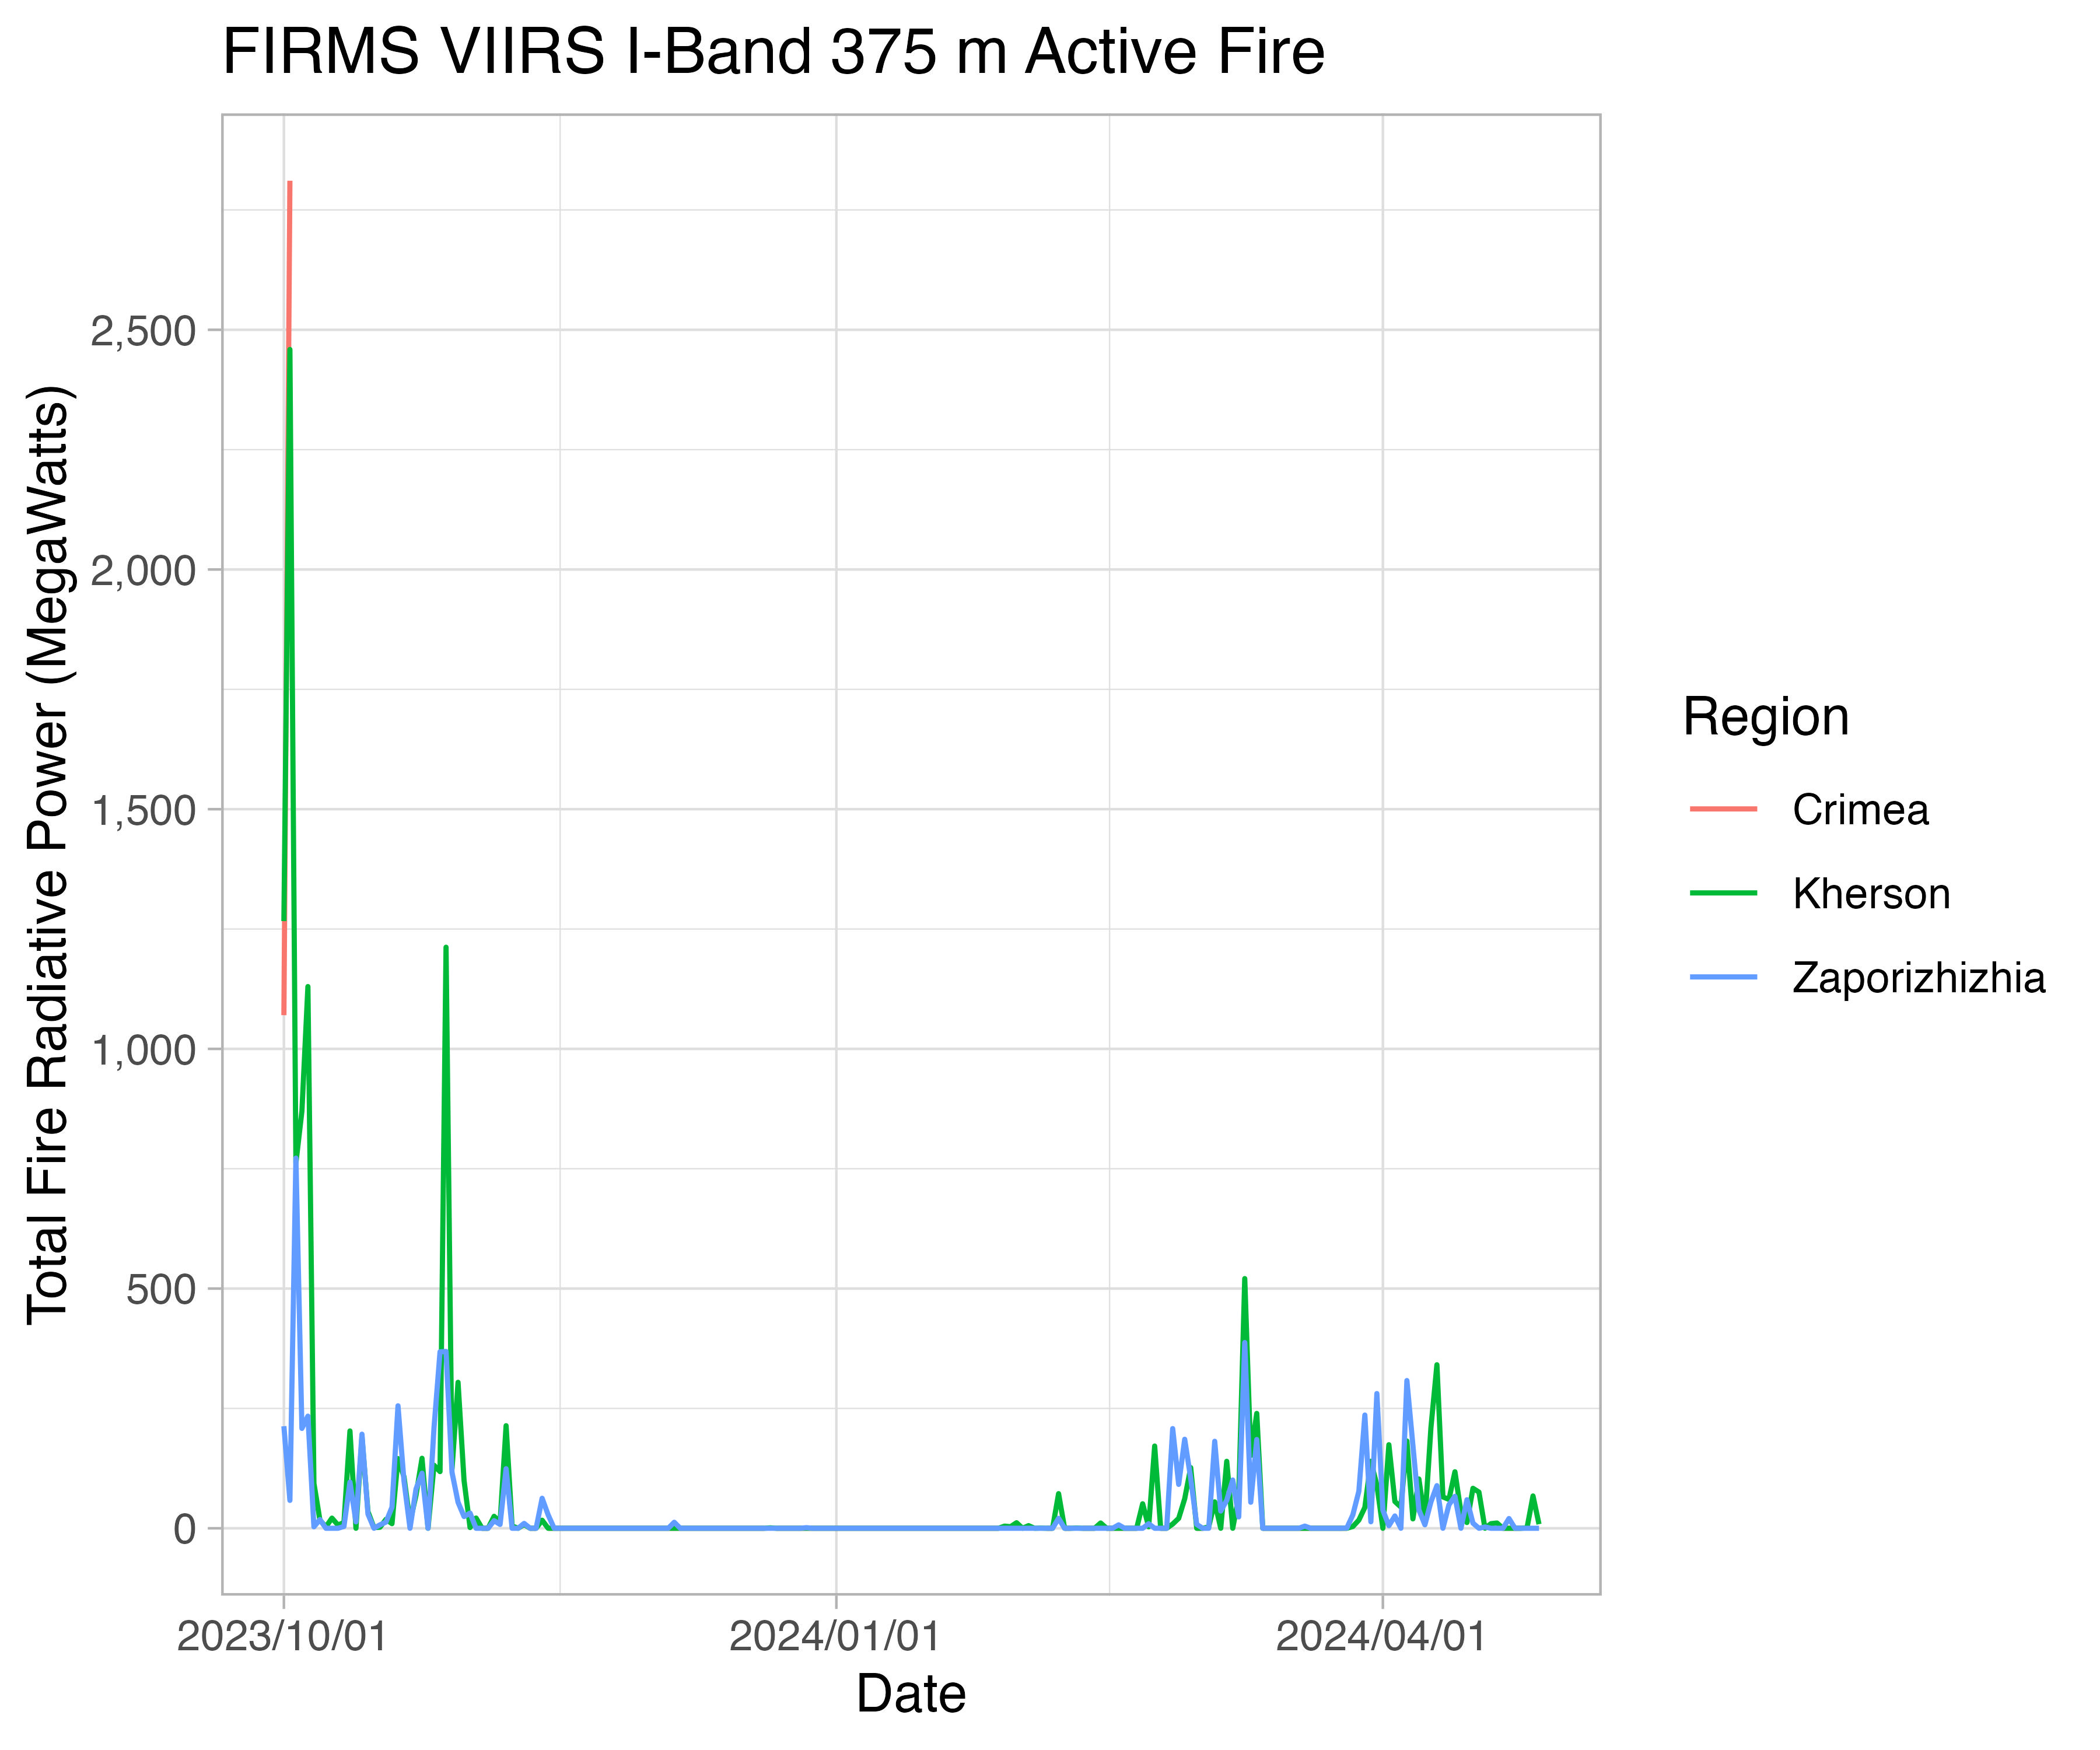 FIRMS VIIRS I-Band 375 m Active Fire
Total Fire Radiative Power (MegaWatts)
2,500
2,000
1,500
1,000
500
0
2023/10/01
2024/01/01
2024/04/01
Date
Region
Crimea
Kherson
Zaporizhizhia